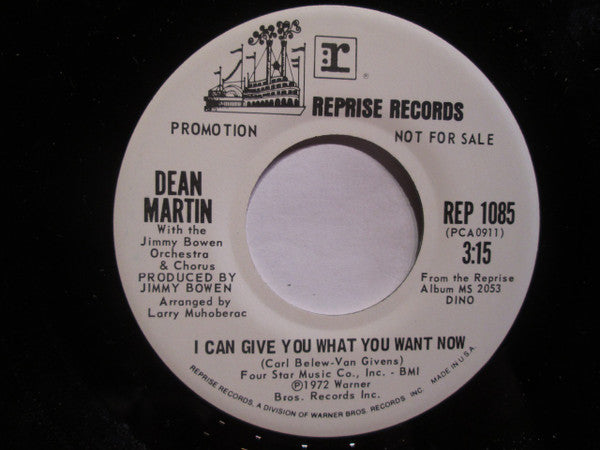 r
®
REPRISE RECORDS
PROMOTION
NOT FOR SALE
DEAN
MARTIN
With the
Jimmy Bowen
Orchestra
& Chorus
PRODUCED BY
JIMMY BOWEN
Arranged by
Larry Muhoberac
REP 1085
(PCA0911)
3:15
From the Reprise
Album MS 2053
DINO
I CAN GIVE YOU WHAT YOU WANT NOW
(Carl Belew-Van Givens)
Four Star Music Co., Inc. - BMI
Ⓟ1972 Warner
Bros. Records Inc.
REPRISE RECORDS, A DIVISION OF WARNER BROS. RECORDS INC. MADE IN U.S.A.